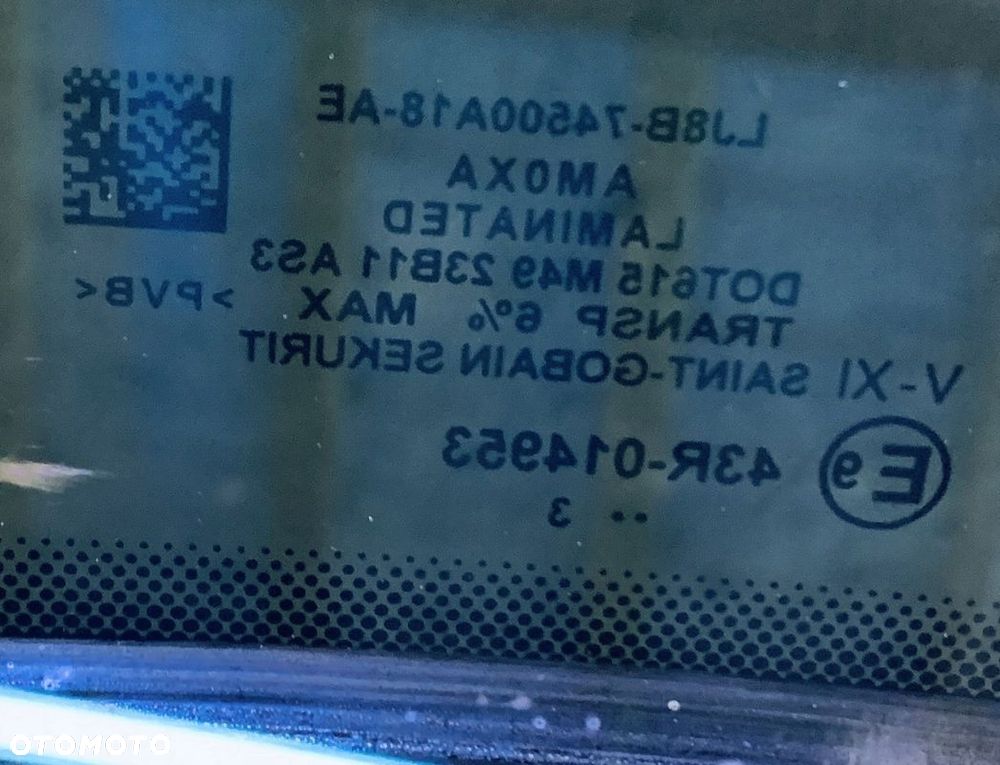 LJ8B-74500A18-AE
AM0XA
LAMINATED
DOT615 M49 23B11 AS3
TRANSP 6% MAX >PVB<
V-XI SAINT-GOBAIN SEKURIT
E9 43R-014953
.. 3
OTOMOTO